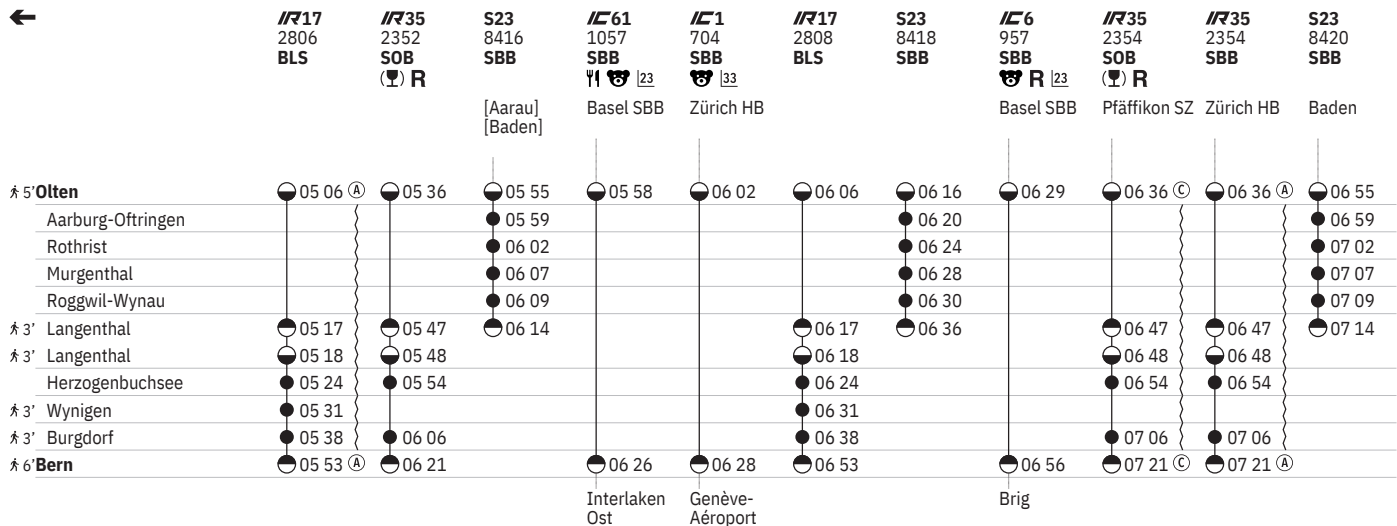 IR17 IR35 S23 IC61 IC1 IR17 S23 IC6 IR35 IR35 S23
2806 2352 8416 1057 704 2808 8418 957 2354 2354 8420
BLS SOB SBB SBB SBB BLS SBB SBB SOB SBB SBB
R 23 33 R 23 R
[Aarau] Basel SBB Zürich HB Basel SBB Pfäffikon SZ Zürich HB Baden
[Baden]
5' Olten 05 06 A 05 36 05 55 05 58 06 02 06 06 06 16 06 29 06 36 C 06 36 A 06 55
Aarburg-Oftringen 05 59 06 20 06 59
Rothrist 06 02 06 24 07 02
Murgenthal 06 07 06 28 07 07
Roggwil-Wynau 06 09 06 30 07 09
3' Langenthal 05 17 05 47 06 14 06 17 06 36 06 47 06 47 07 14
3' Langenthal 05 18 05 48 06 18 06 48 06 48
Herzogenbuchsee 05 24 05 54 06 24 06 54 06 54
3' Wynigen 05 31 06 31
3' Burgdorf 05 38 06 06 06 38 07 06 07 06
6' Bern 05 53 A 06 21 06 26 06 28 06 53 06 56 07 21 C 07 21 A
Interlaken Genève- Brig
Ost Aéroport